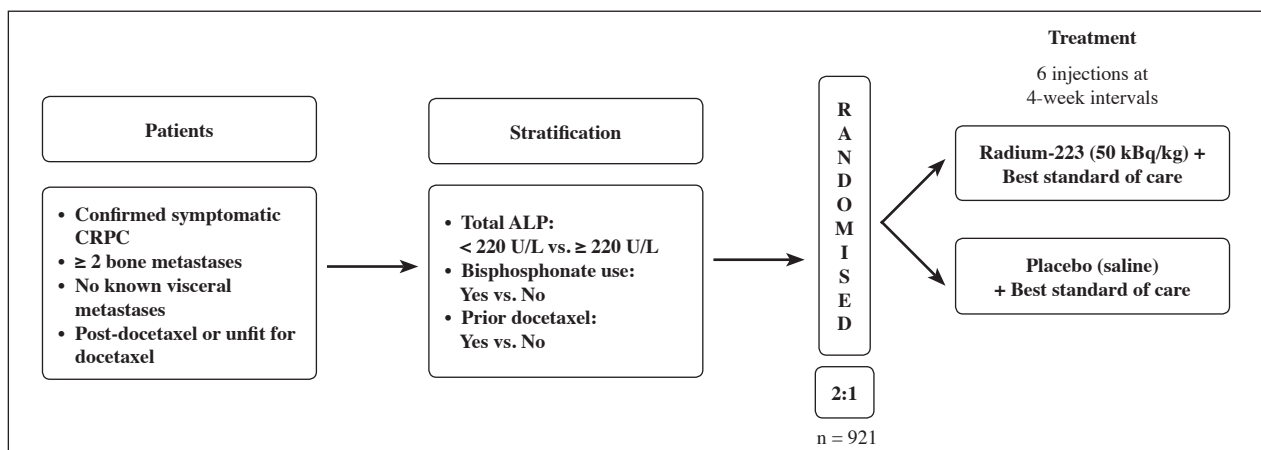 Patients
• Confirmed symptomatic
CRPC
• ≥ 2 bone metastases
• No known visceral
metastases
• Post-docetaxel or unfit for
docetaxel
Stratification
• Total ALP:
< 220 U/L vs. ≥ 220 U/L
• Bisphosphonate use:
Yes vs. No
• Prior docetaxel:
Yes vs. No
R
A
N
D
O
M
I
S
E
D
2:1
n = 921
Treatment
6 injections at
4-week intervals
Radium-223 (50 kBq/kg) +
Best standard of care
Placebo (saline)
+ Best standard of care